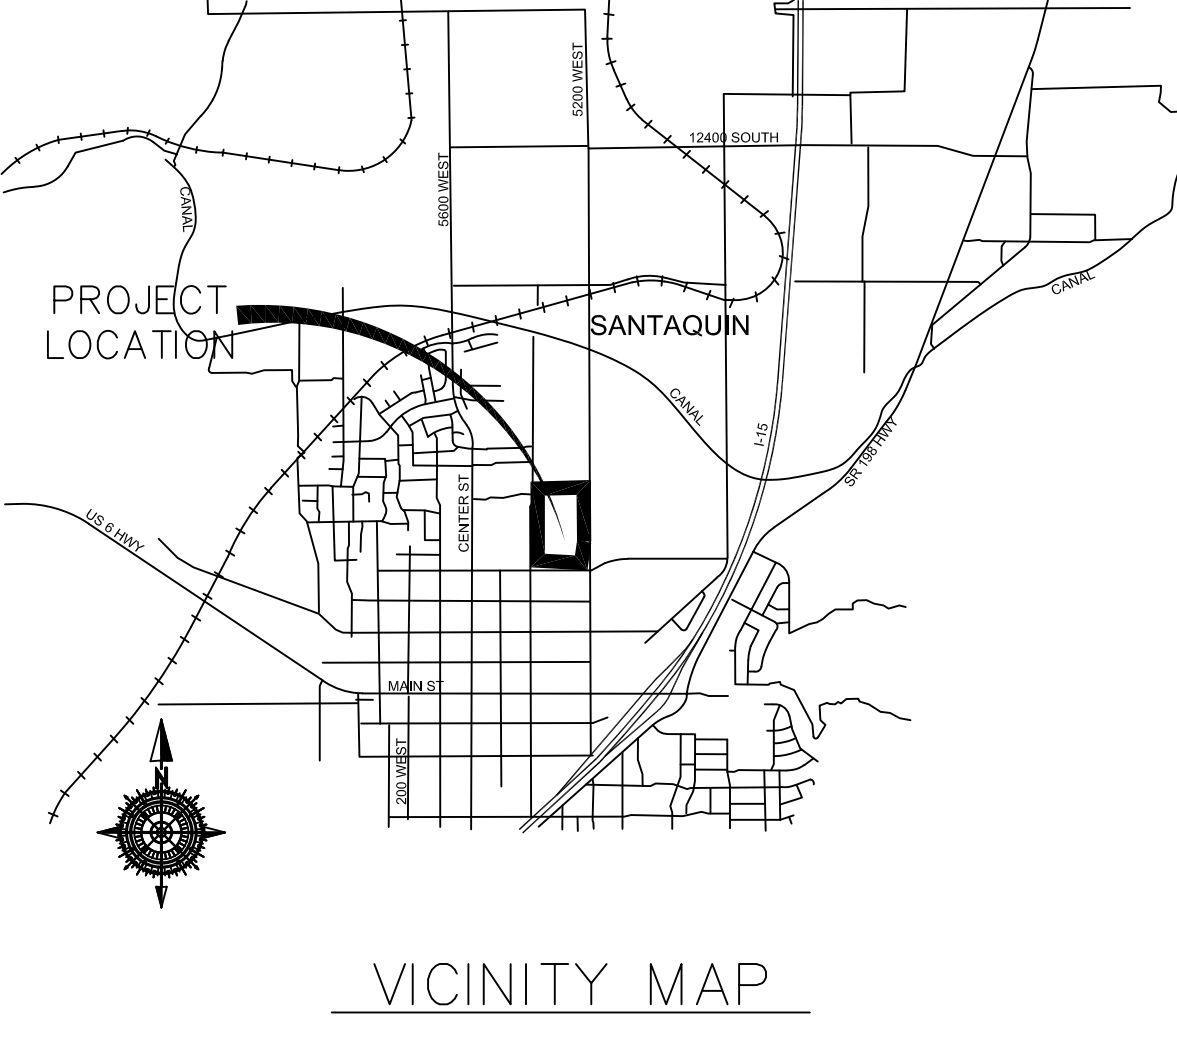 5200 WEST
12400 SOUTH
5600 WEST
CANAL
CANAL
PROJECT
LOCATION
SANTAQUIN
CANAL
I-15
SR 198 HWY
CENTER ST
US 6 HWY
MAIN ST
200 WEST
N
VICINITY MAP